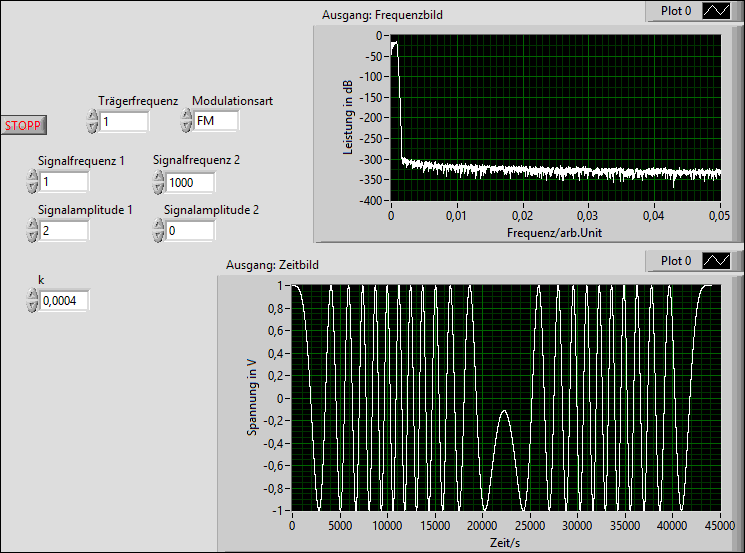 Ausgang: Frequenzbild
Plot 0
Leistung in dB
0
-50
-100
-150
-200
-250
-300
-350
-400
0
0,01
0,02
0,03
0,04
0,05
Frequenz/arb.Unit
Trägerfrequenz
Modulationsart
STOPP
1
FM
Signalfrequenz 1
Signalfrequenz 2
1
1000
Signalamplitude 1
Signalamplitude 2
2
0
k
0,0004
Ausgang: Zeitbild
Plot 0
Spannung in V
1
0,8
0,6
0,4
0,2
0
-0,2
-0,4
-0,6
-0,8
-1
0
5000
10000
15000
20000
25000
30000
35000
40000
45000
Zeit/s